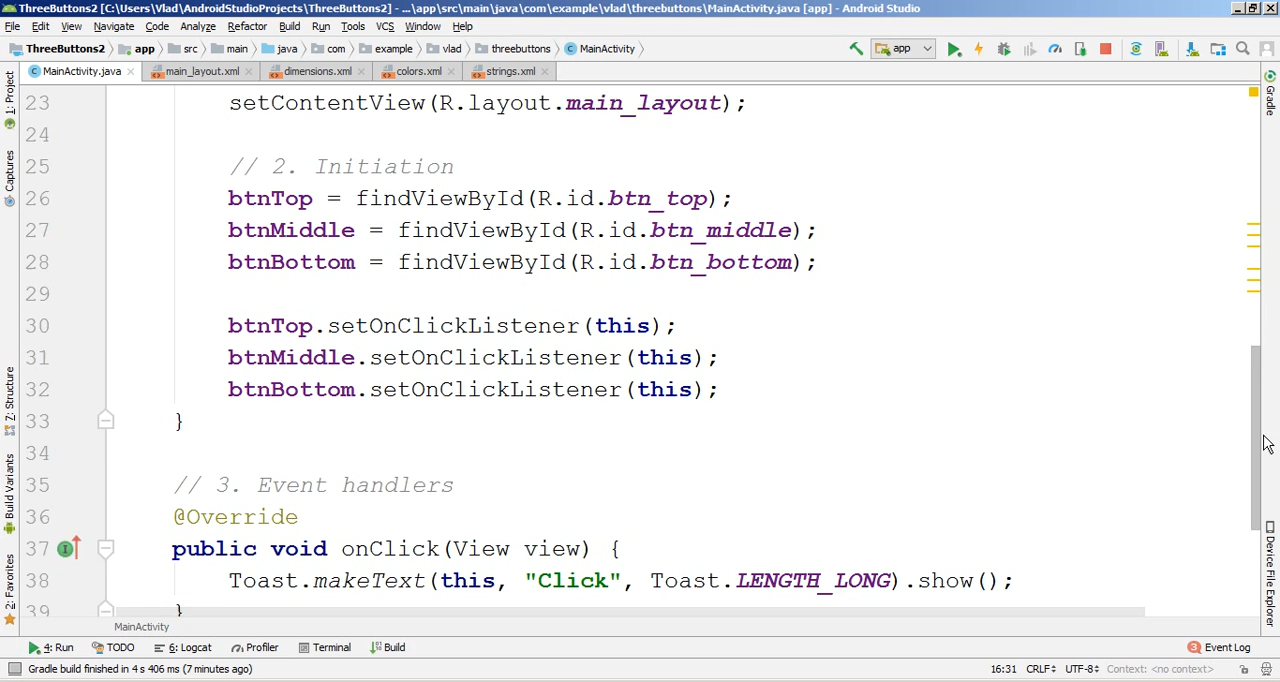 ThreeButtons2 [C:\Users\Vlad\AndroidStudioProjects\ThreeButtons2] - ...\app\src\main\java\com\example\vlad\threebuttons\MainActivity.java [app] - Android Studio
File Edit View Navigate Code Analyze Refactor Build Run Tools VCS Window Help
ThreeButtons2 app src main java com example vlad threebuttons MainActivity app
MainActivity.java main_layout.xml dimensions.xml colors.xml strings.xml
1: Project
Captures
7: Structure
Build Variants
2: Favorites
23 setContentView(R.layout.main_layout);
24
25 // 2. Initiation
26 btnTop = findViewById(R.id.btn_top);
27 btnMiddle = findViewById(R.id.btn_middle);
28 btnBottom = findViewById(R.id.btn_bottom);
29
30 btnTop.setOnClickListener(this);
31 btnMiddle.setOnClickListener(this);
32 btnBottom.setOnClickListener(this);
33 }
34
35 // 3. Event handlers
36 @Override
37 public void onClick(View view) {
38 Toast.makeText(this, "Click", Toast.LENGTH_LONG).show();
39 }
Gradle
Device File Explorer
MainActivity
4: Run TODO 6: Logcat Profiler Terminal Build 3 Event Log
Gradle build finished in 4 s 406 ms (7 minutes ago) 16:31 CRLF UTF-8 Context: <no context>